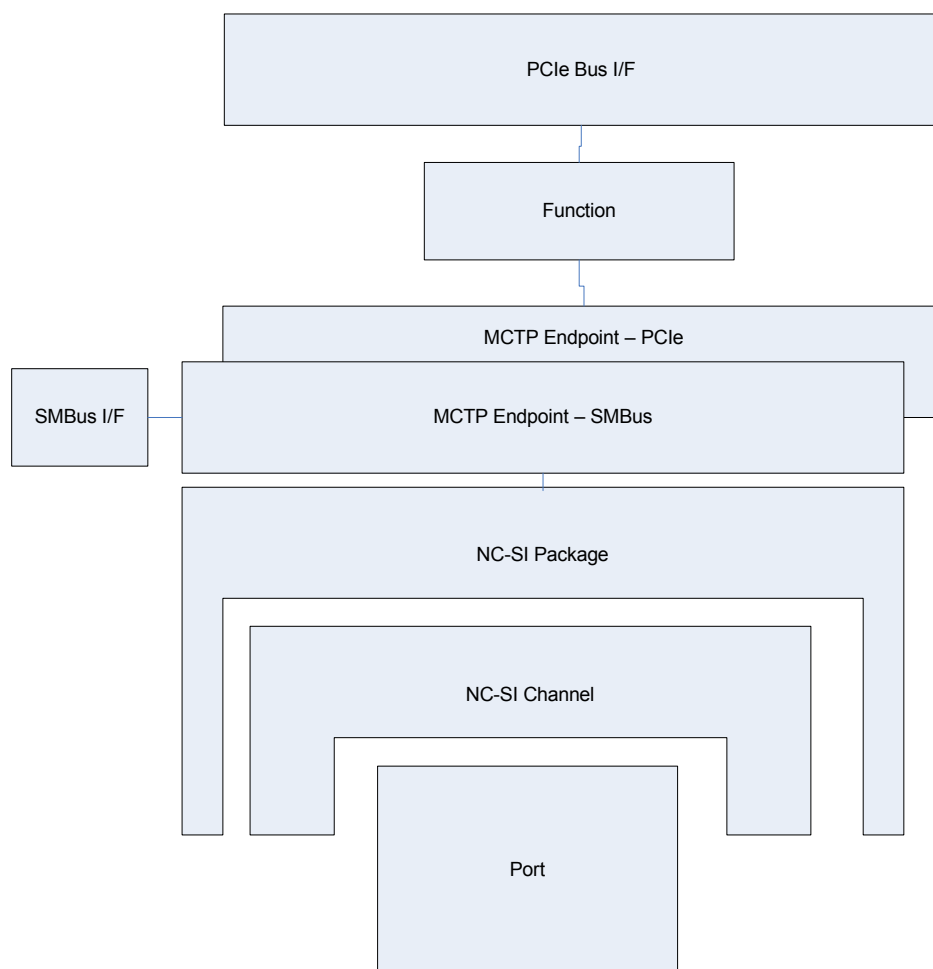 PCIe Bus I/F
Function
MCTP Endpoint – PCIe
SMBus I/F
MCTP Endpoint – SMBus
NC-SI Package
NC-SI Channel
Port